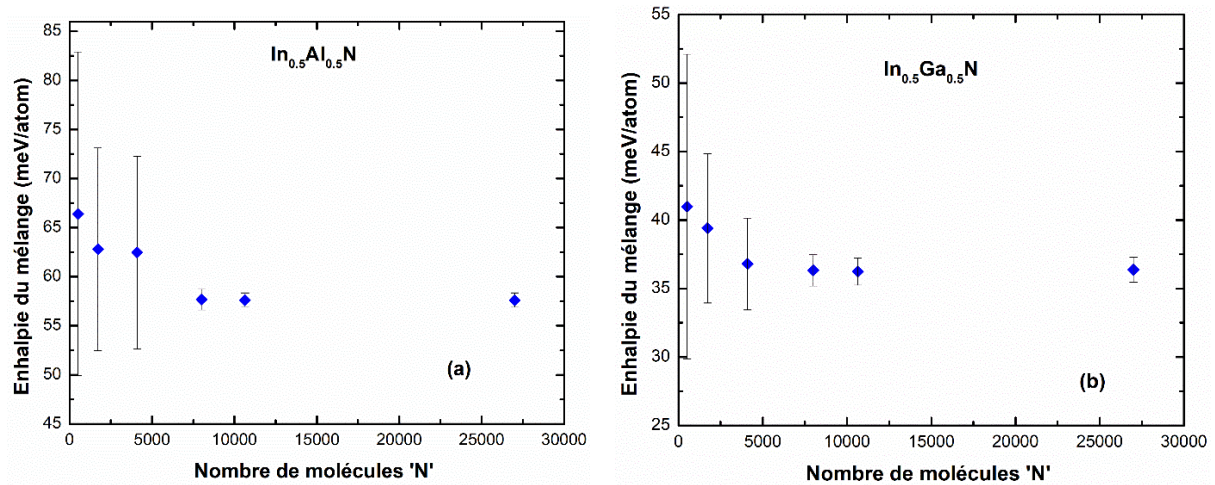 In₀.₅Al₀.₅N
85
80
75
70
65
60
55
50
45
Enhalpie du mélange (meV/atom)
(a)
0 5000 10000 15000 20000 25000 30000
Nombre de molécules 'N'
In₀.₅Ga₀.₅N
55
50
45
40
35
30
25
Enhalpie du mélange (meV/atom)
(b)
0 5000 10000 15000 20000 25000 30000
Nombre de molécules 'N'